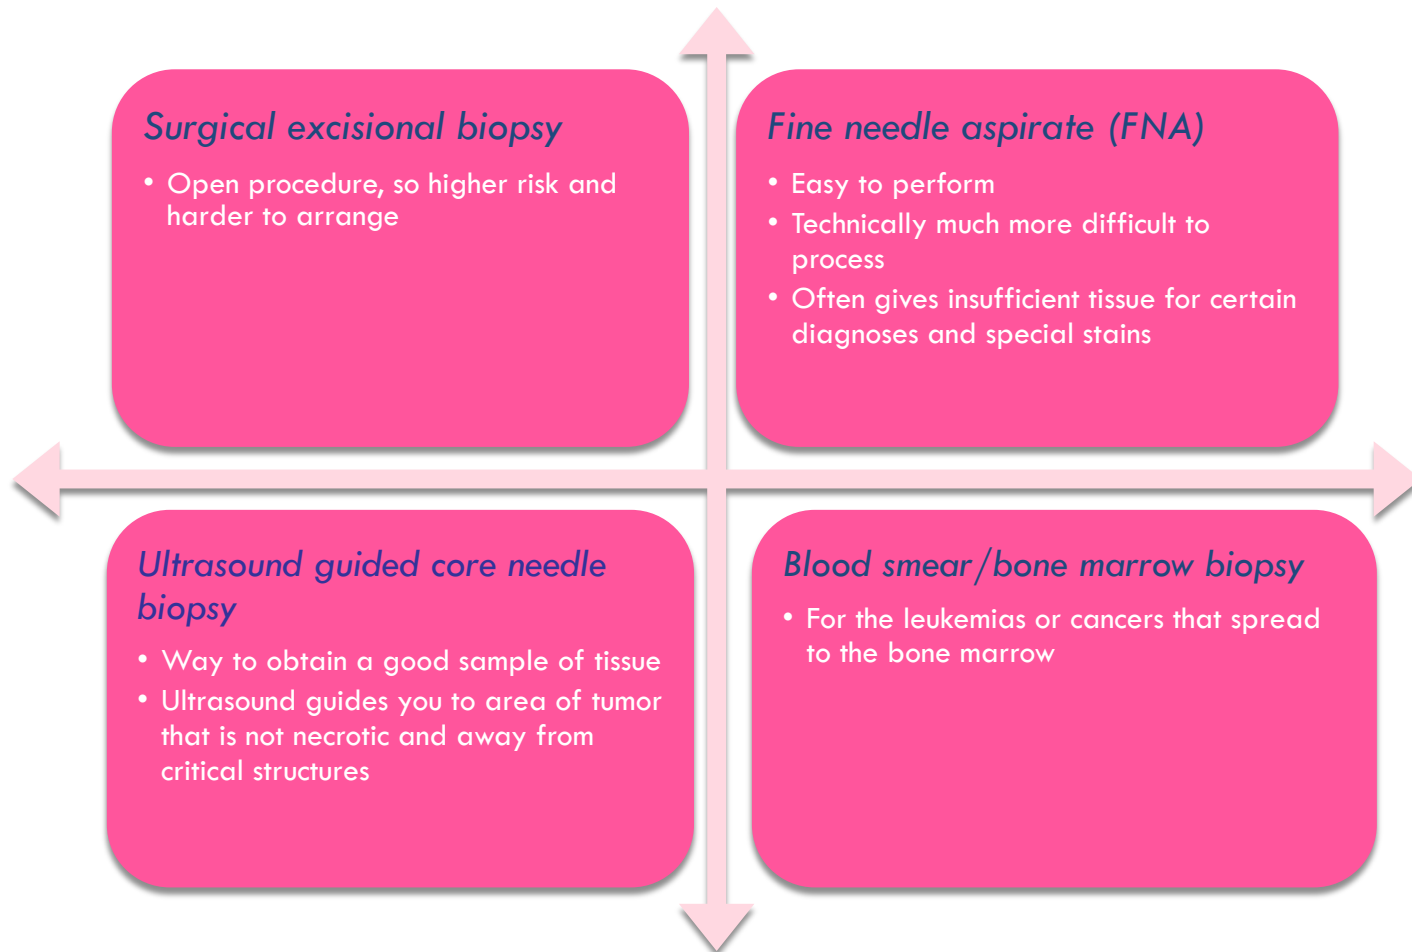 Surgical excisional biopsy
• Open procedure, so higher risk and
harder to arrange
Fine needle aspirate (FNA)
• Easy to perform
• Technically much more difficult to
process
• Often gives insufficient tissue for certain
diagnoses and special stains
Ultrasound guided core needle
biopsy
• Way to obtain a good sample of tissue
• Ultrasound guides you to area of tumor
that is not necrotic and away from
critical structures
Blood smear/bone marrow biopsy
• For the leukemias or cancers that spread
to the bone marrow